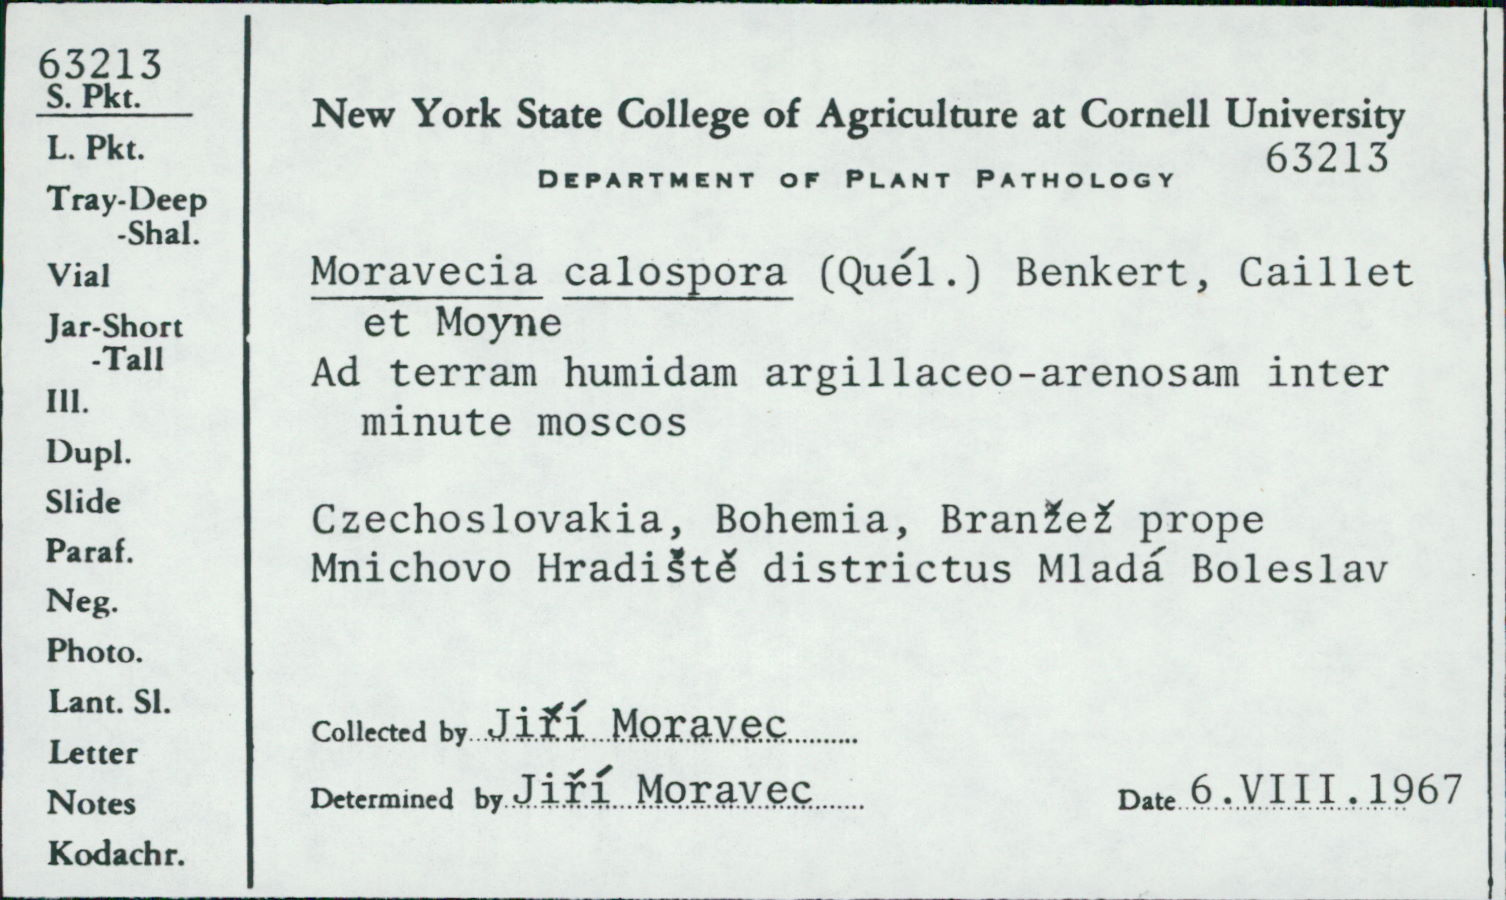 63213
S. Pkt.
L. Pkt.
Tray-Deep
-Shal.
Vial
Jar-Short
-Tall
Ill.
Dupl.
Slide
Paraf.
Neg.
Photo.
Lant. Sl.
Letter
Notes
Kodachr.
New York State College of Agriculture at Cornell University
63213
DEPARTMENT OF PLANT PATHOLOGY
Moravecia calospora (Quél.) Benkert, Caillet
et Moyne
Ad terram humidam argillaceo-arenosam inter
minute moscos
Czechoslovakia, Bohemia, Branžež prope
Mnichovo Hradiště districtus Mladá Boleslav
Collected by Jiří Moravec
Determined by Jiří Moravec
Date 6.VIII.1967